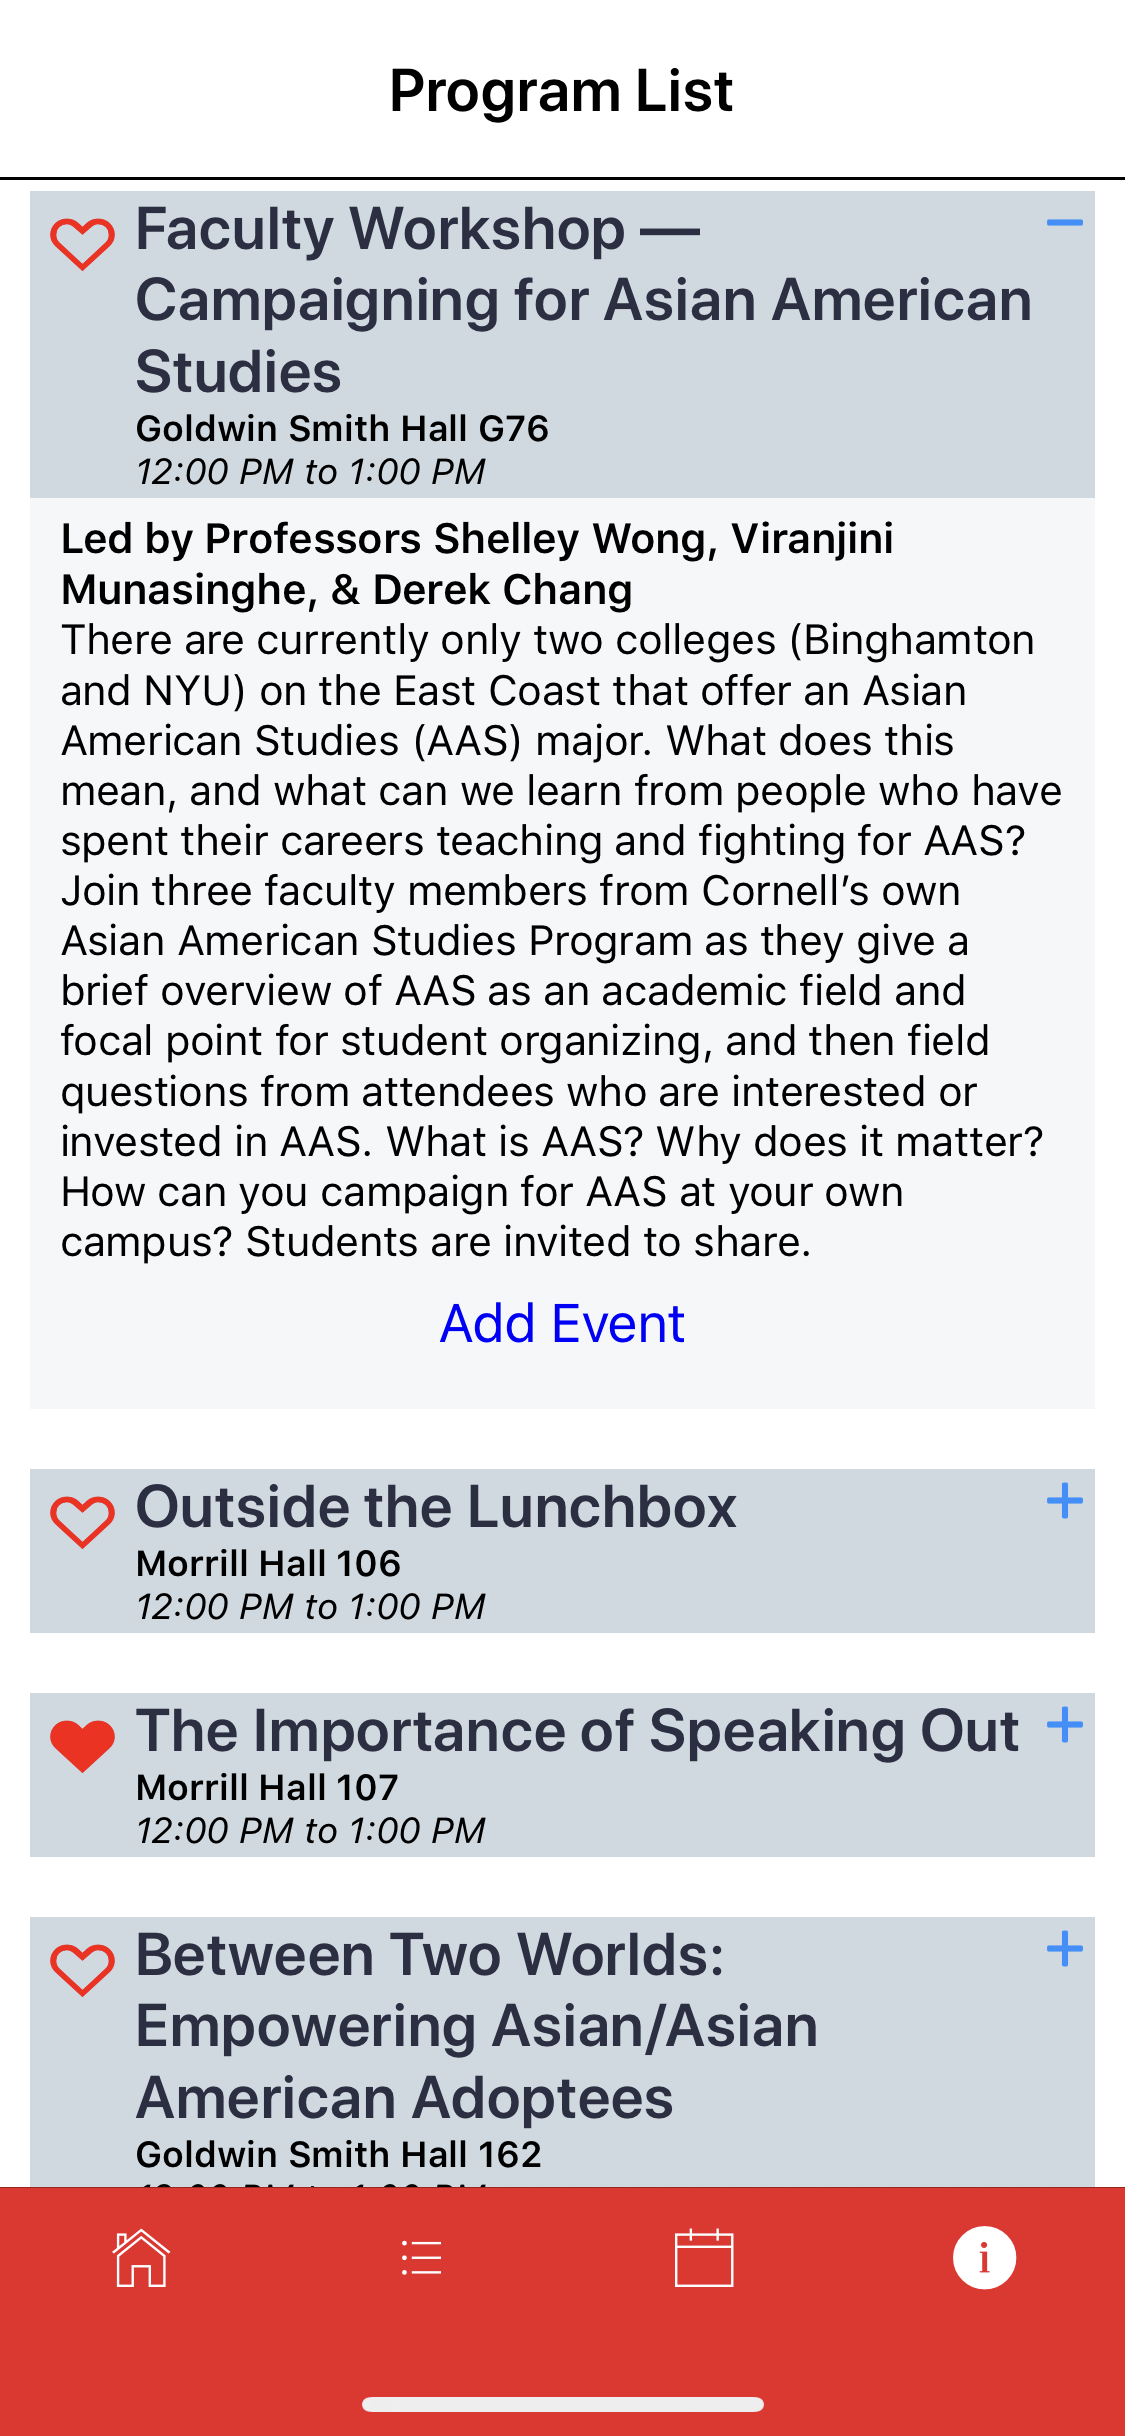 Program List
Faculty Workshop —
Campaigning for Asian American
Studies
Goldwin Smith Hall G76
12:00 PM to 1:00 PM
Led by Professors Shelley Wong, Viranjini
Munasinghe, & Derek Chang
There are currently only two colleges (Binghamton
and NYU) on the East Coast that offer an Asian
American Studies (AAS) major. What does this
mean, and what can we learn from people who have
spent their careers teaching and fighting for AAS?
Join three faculty members from Cornell’s own
Asian American Studies Program as they give a
brief overview of AAS as an academic field and
focal point for student organizing, and then field
questions from attendees who are interested or
invested in AAS. What is AAS? Why does it matter?
How can you campaign for AAS at your own
campus? Students are invited to share.
Add Event
Outside the Lunchbox
Morrill Hall 106
12:00 PM to 1:00 PM
The Importance of Speaking Out
Morrill Hall 107
12:00 PM to 1:00 PM
Between Two Worlds:
Empowering Asian/Asian
American Adoptees
Goldwin Smith Hall 162